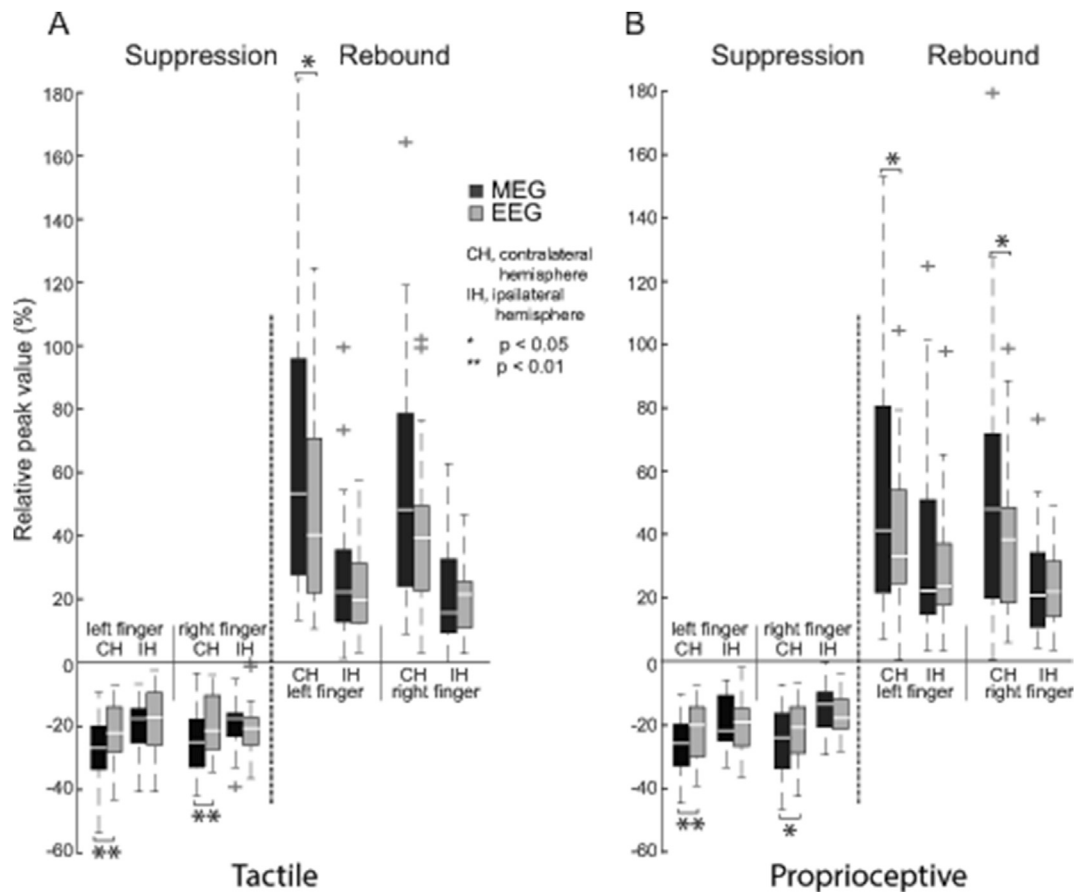 A
B
Suppression
Rebound
Suppression
Rebound
*
180
160
140
120
100
80
60
40
20
0
-20
-40
-60
Relative peak value (%)
MEG
EEG
CH, contralateral
hemisphere
IH, ipsilateral
hemisphere
* p < 0.05
** p < 0.01
left finger
CH IH
right finger
CH IH
CH IH
left finger
CH IH
right finger
**
**
Tactile
180
160
140
120
100
80
60
40
20
0
-20
-40
-60
*
*
left finger
CH IH
right finger
CH IH
CH IH
left finger
CH IH
right finger
**
*
Proprioceptive